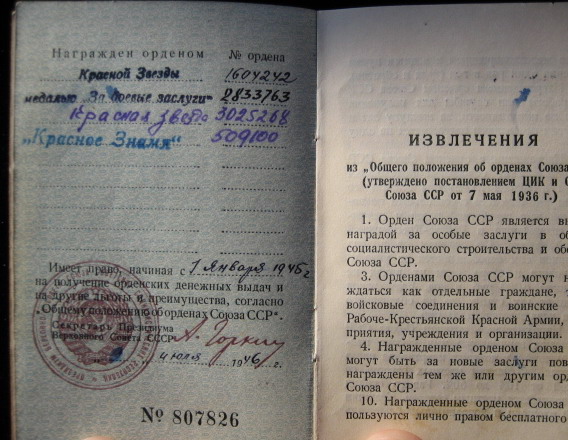 Награжден орденом № ордена
Красной Звезды 1604242
медалью „За боевые заслуги" 2833763
Красная звезда 3025268
„Красное Знамя" 509100
Имеет право, начиная с 1 января 1946 г
на получение орденских денежных выдач и
на другие льготы и преимущества, согласно
„Общему положению об орденах Союза ССР".
Секретарь Президиума
Верховного Совета СССР А. Горкин
4 июля 1946 г.
№ 807826
ИЗВЛЕЧЕНИЯ
из „Общего положения об орденах Союза
(утверждено постановлением ЦИК и С
Союза ССР от 7 мая 1936 г.)
1. Орден Союза ССР является вы
наградой за особые заслуги в об
социалистического строительства и обо
Союза ССР.
3. Орденами Союза ССР могут н
ждаться как отдельные граждане, т
войсковые соединения и воинские
Рабоче-Крестьянской Красной Армии,
приятия, учреждения и организации.
4. Награжденные орденом Союза
могут быть за новые заслуги пов
награждены тем же или другим орд
Союза ССР.
10. Награжденные орденом Союза
пользуются лично правом бесплатного